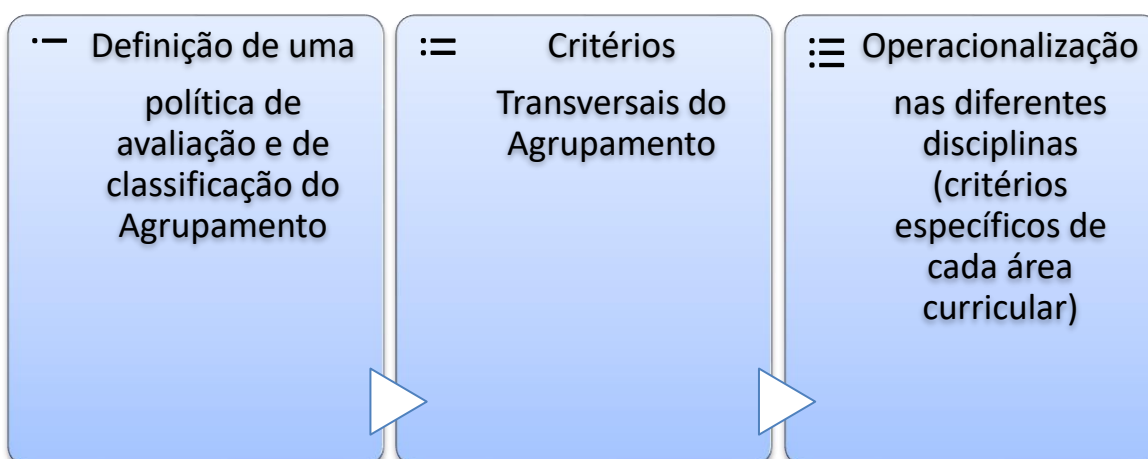 Definição de uma
política de
avaliação e de
classificação do
Agrupamento
Critérios
Transversais do
Agrupamento
Operacionalização
nas diferentes
disciplinas
(critérios
específicos de
cada área
curricular)